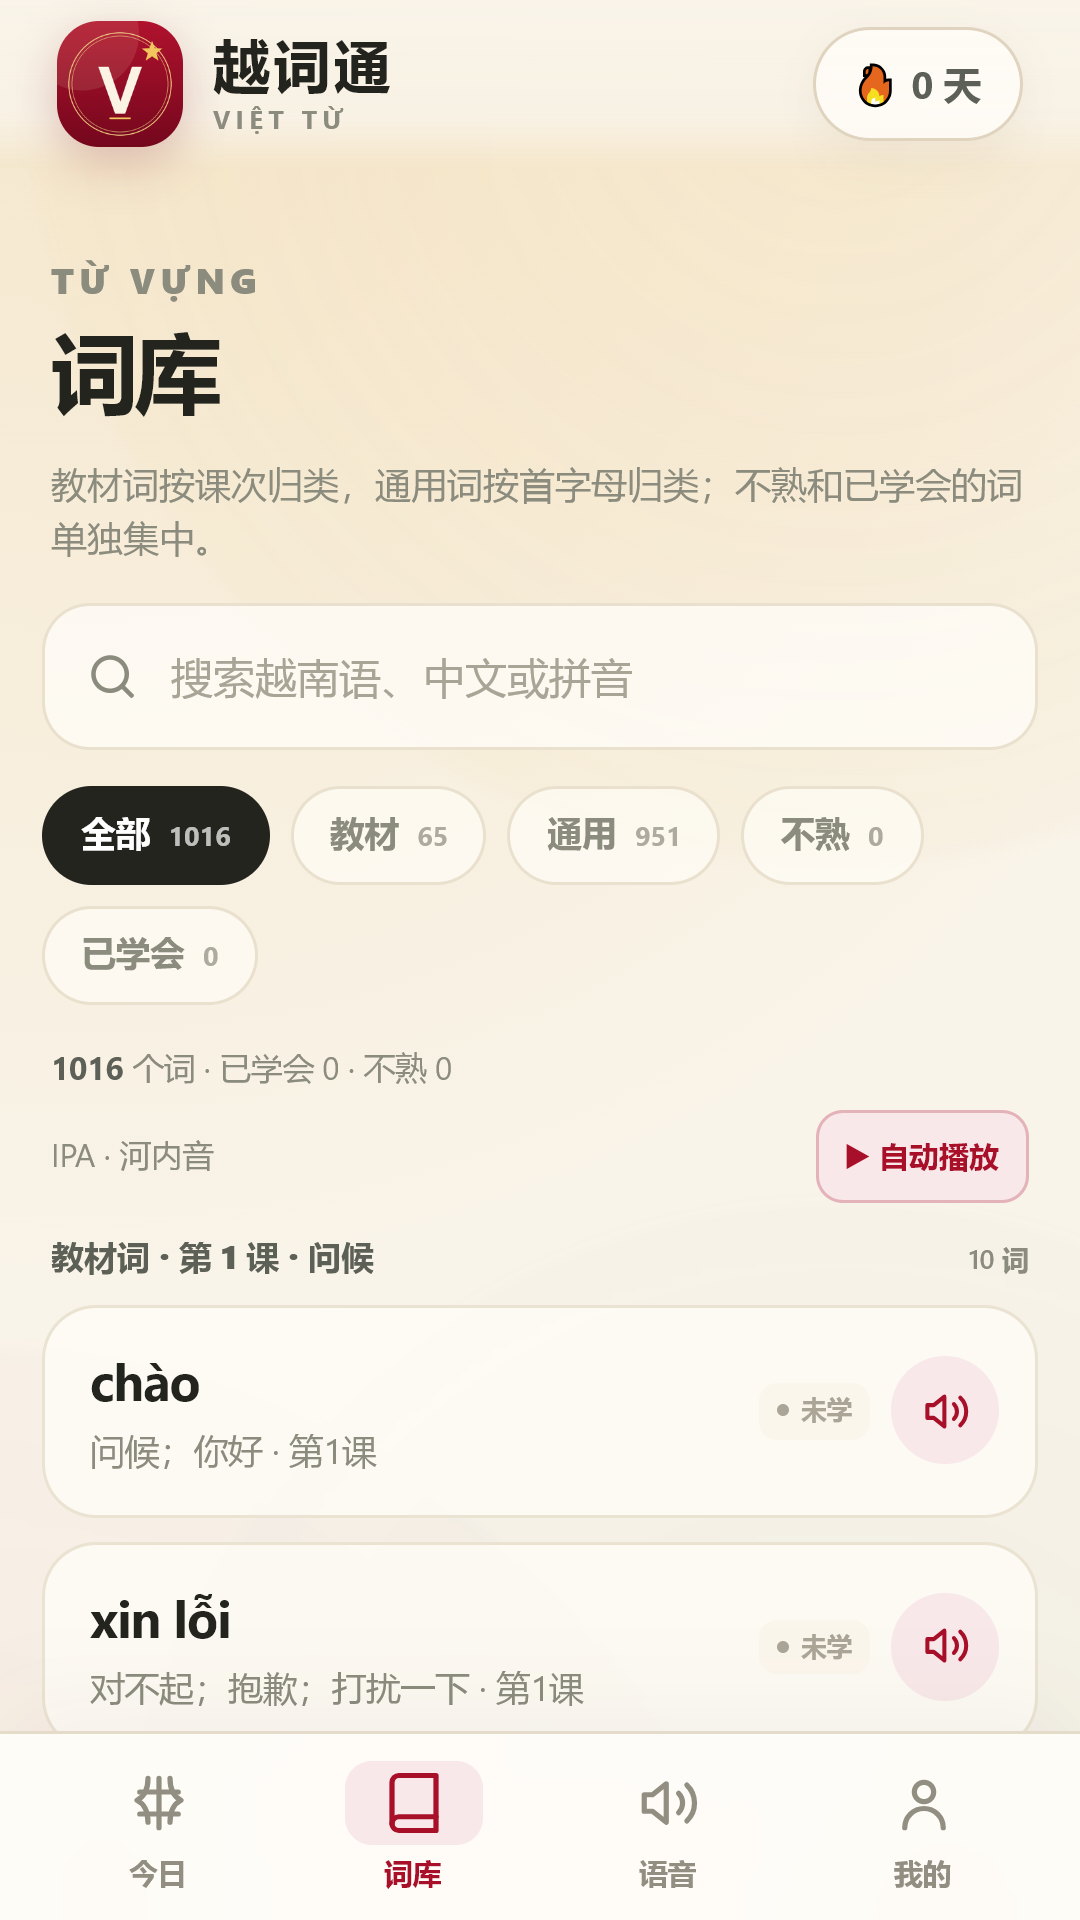 V
越词通
VIỆT TỪ
0 天
TỪ VỰNG
词库
教材词按课次归类，通用词按首字母归类；不熟和已学会的词
单独集中。
搜索越南语、中文或拼音
全部 1016
教材 65
通用 951
不熟 0
已学会 0
1016 个词 · 已学会 0 · 不熟 0
IPA · 河内音
▶ 自动播放
教材词 · 第 1 课 · 问候
10 词
chào
问候；你好 · 第1课
未学
xin lỗi
对不起；抱歉；打扰一下 · 第1课
未学
今日
词库
语音
我的